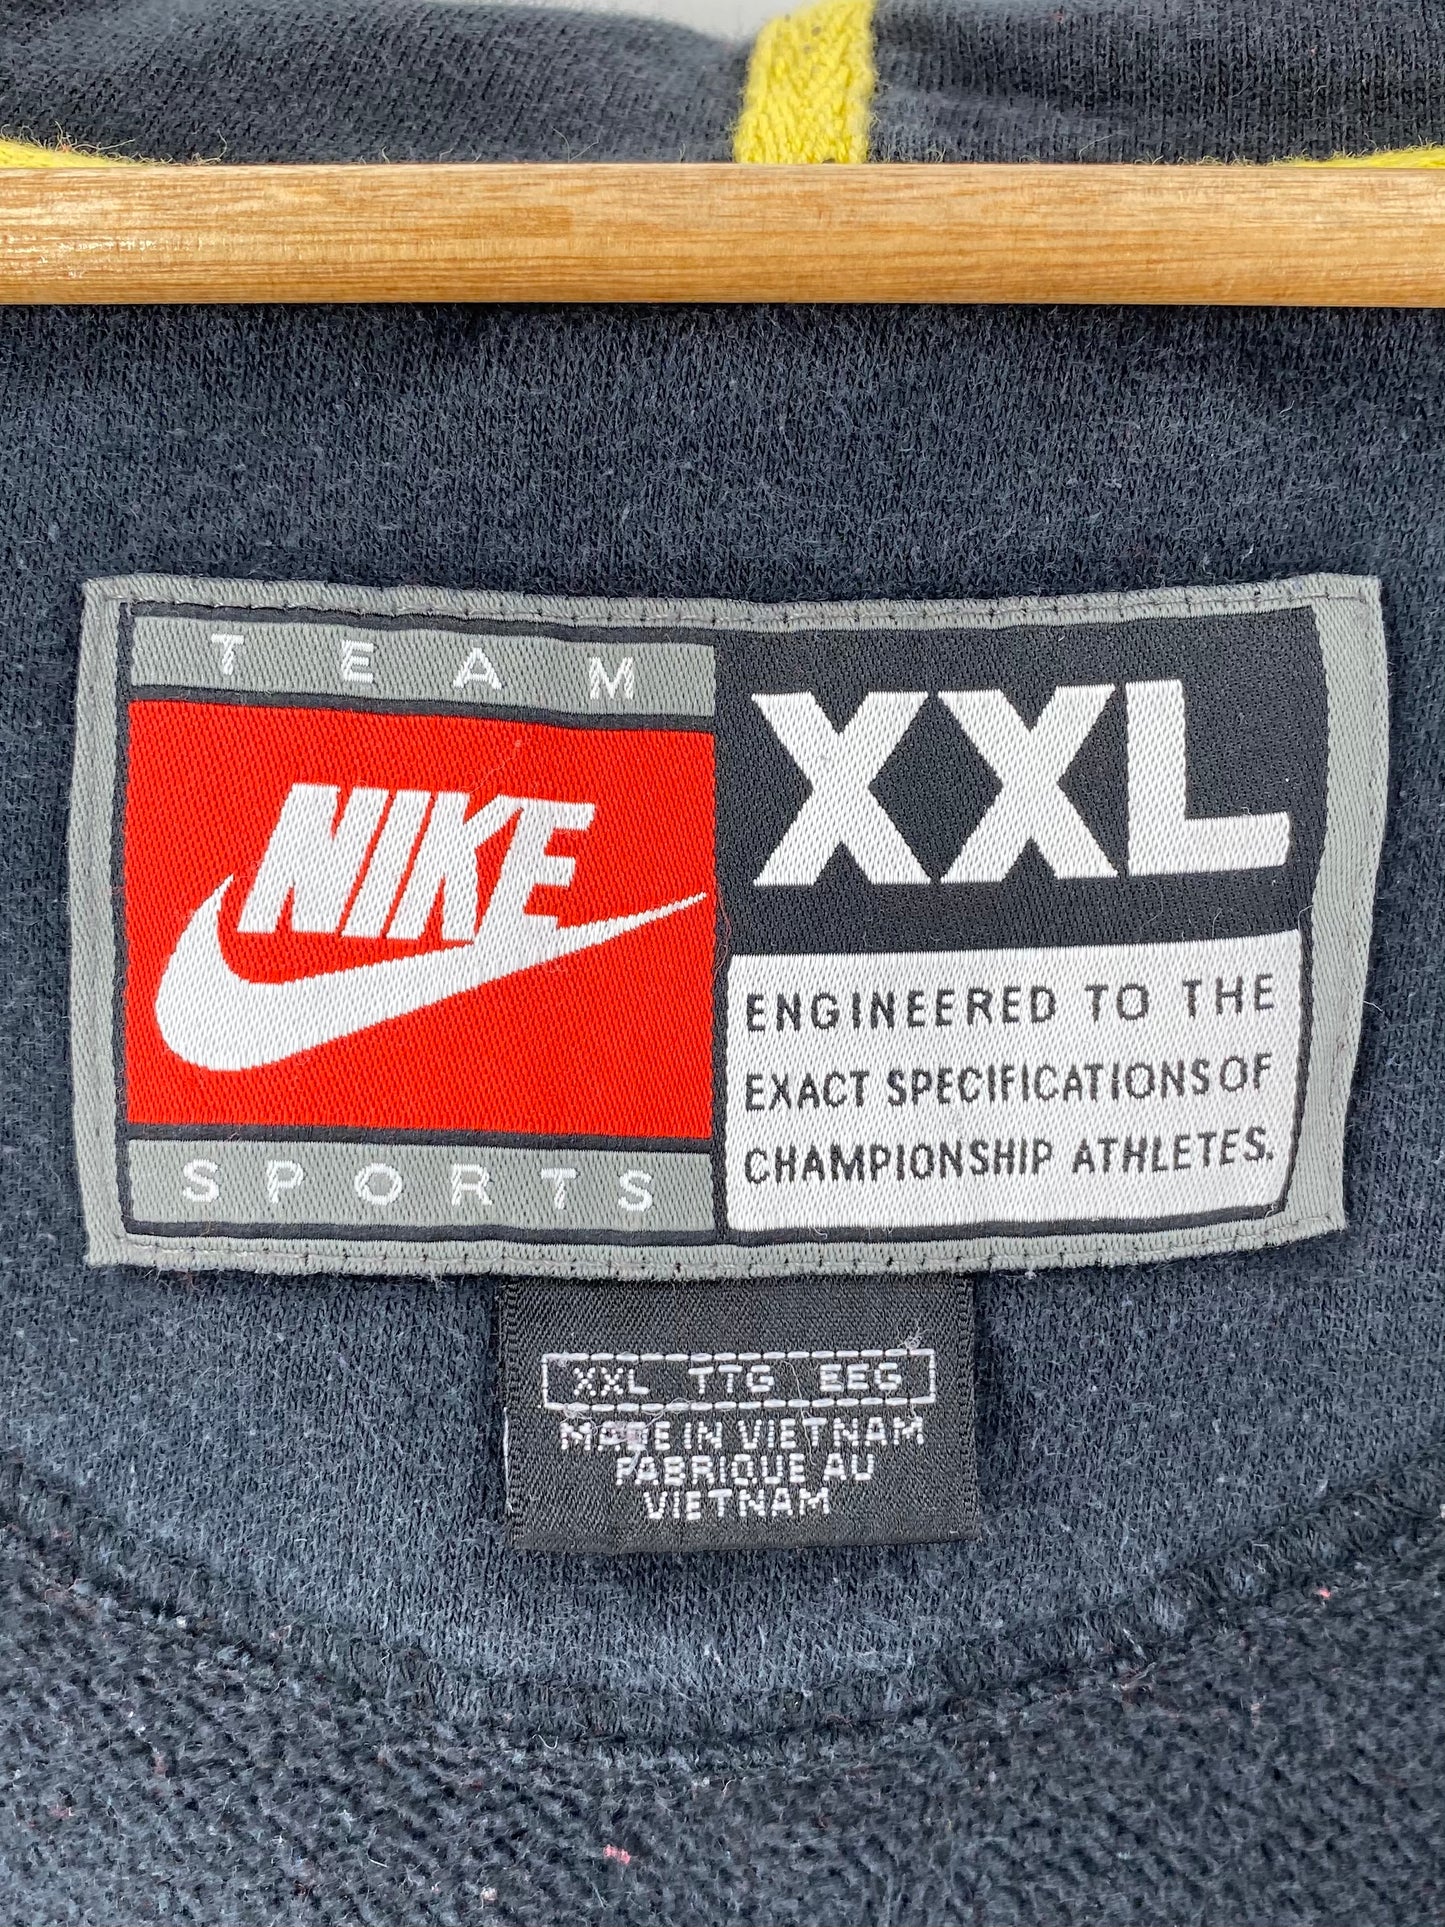 TEAM
NIKE
SPORTS
XXL
ENGINEERED TO THE
EXACT SPECIFICATIONS OF
CHAMPIONSHIP ATHLETES.
XXL TTG EEG
MADE IN VIETNAM
FABRIQUE AU
VIETNAM